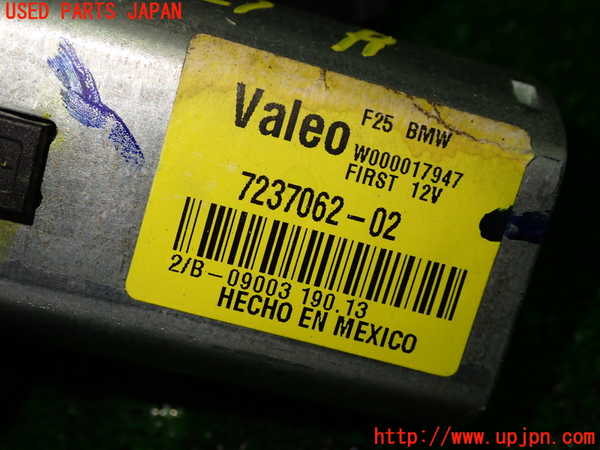 USED PARTS JAPAN
R
Valeo
F25 BMW
W000017947
FIRST 12V
7237062-02
2/B-09003 190.13
HECHO EN MEXICO
http://www.upjpn.com